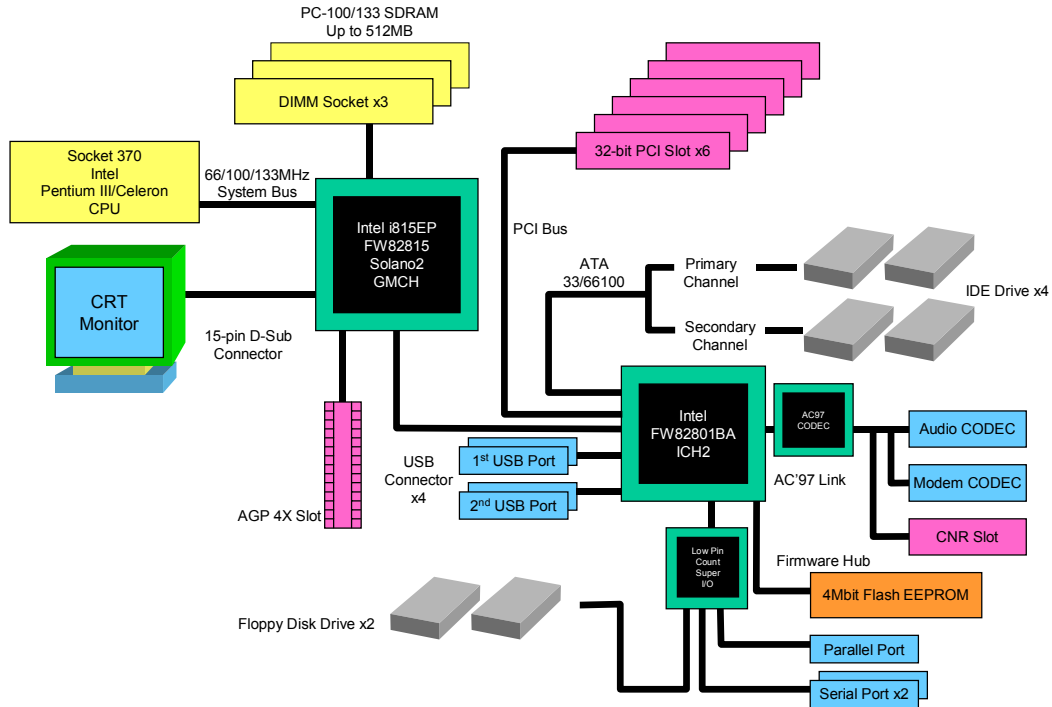 PC-100/133 SDRAM
Up to 512MB
DIMM Socket x3
32-bit PCI Slot x6
Socket 370
Intel
Pentium III/Celeron
CPU
66/100/133MHz
System Bus
Intel i815EP
FW82815
Solano2
GMCH
PCI Bus
ATA
33/66100
Primary
Channel
Secondary
Channel
IDE Drive x4
CRT
Monitor
15-pin D-Sub
Connector
Intel
FW82801BA
ICH2
AC97
CODEC
Audio CODEC
Modem CODEC
CNR Slot
AC'97 Link
USB
Connector
x4
1st USB Port
2nd USB Port
AGP 4X Slot
Low Pin
Count
Super
I/O
Firmware Hub
4Mbit Flash EEPROM
Floppy Disk Drive x2
Parallel Port
Serial Port x2